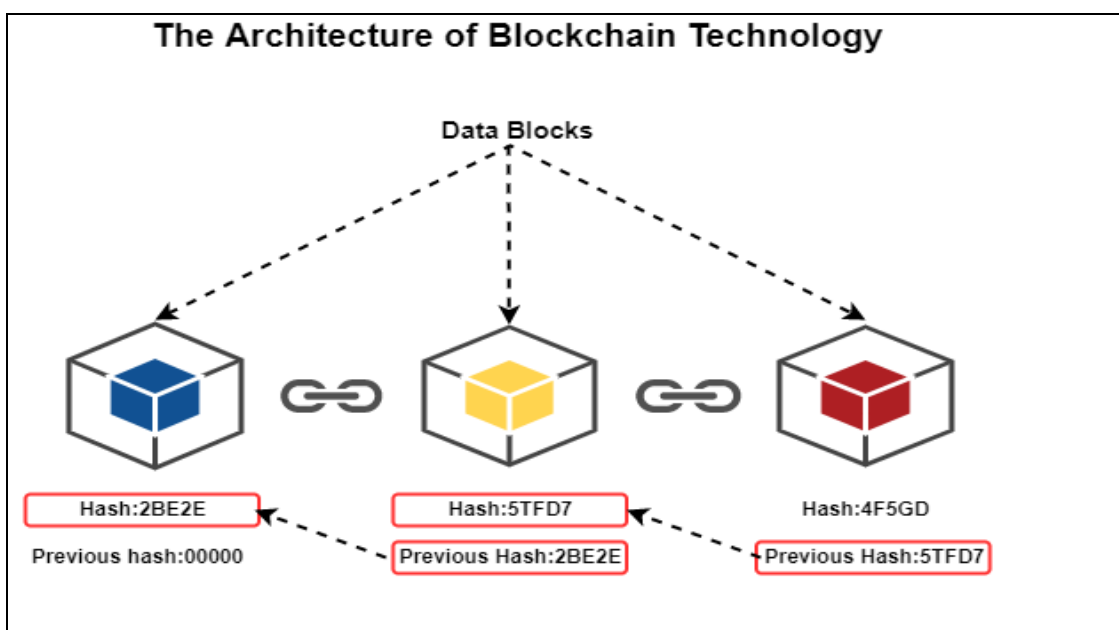 The Architecture of Blockchain Technology
Data Blocks
Hash:2BE2E
Hash:5TFD7
Hash:4F5GD
Previous hash:00000
Previous Hash:2BE2E
Previous Hash:5TFD7